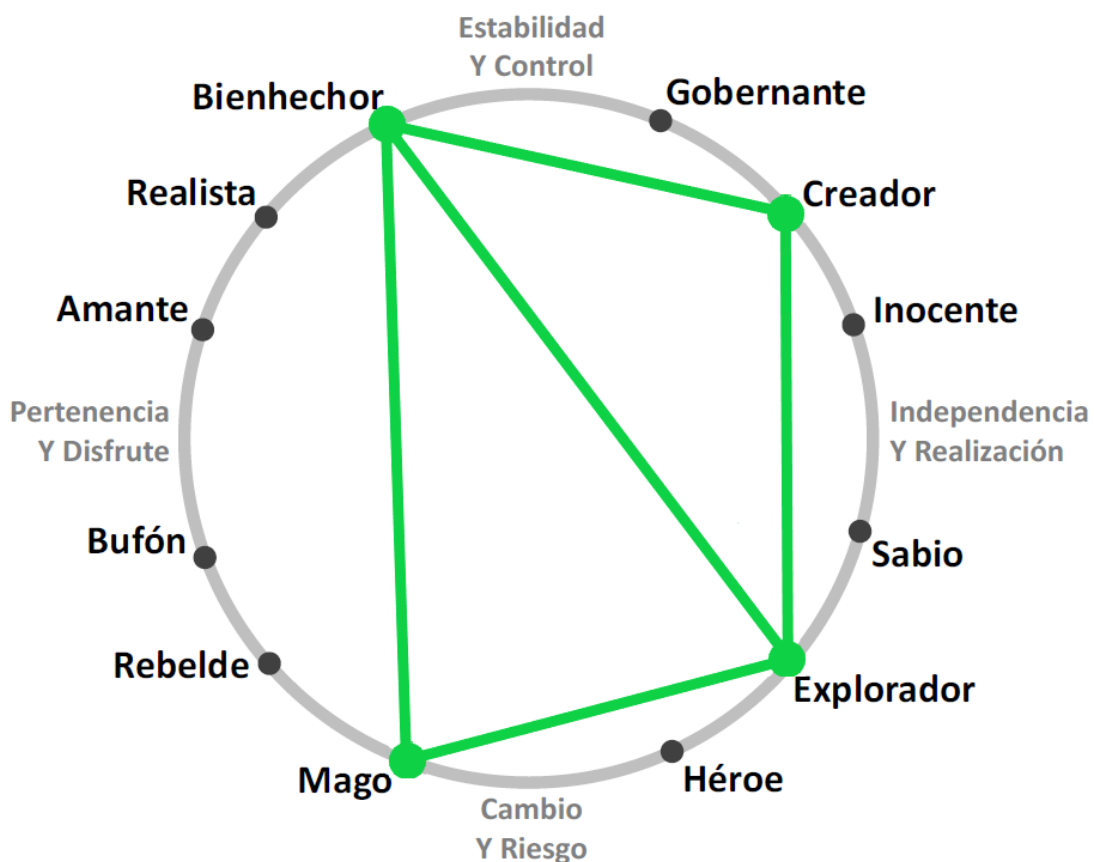 Estabilidad
Y Control
Bienhechor
Gobernante
Realista
Creador
Amante
Inocente
Pertenencia
Y Disfrute
Independencia
Y Realización
Bufón
Sabio
Rebelde
Explorador
Mago
Héroe
Cambio
Y Riesgo